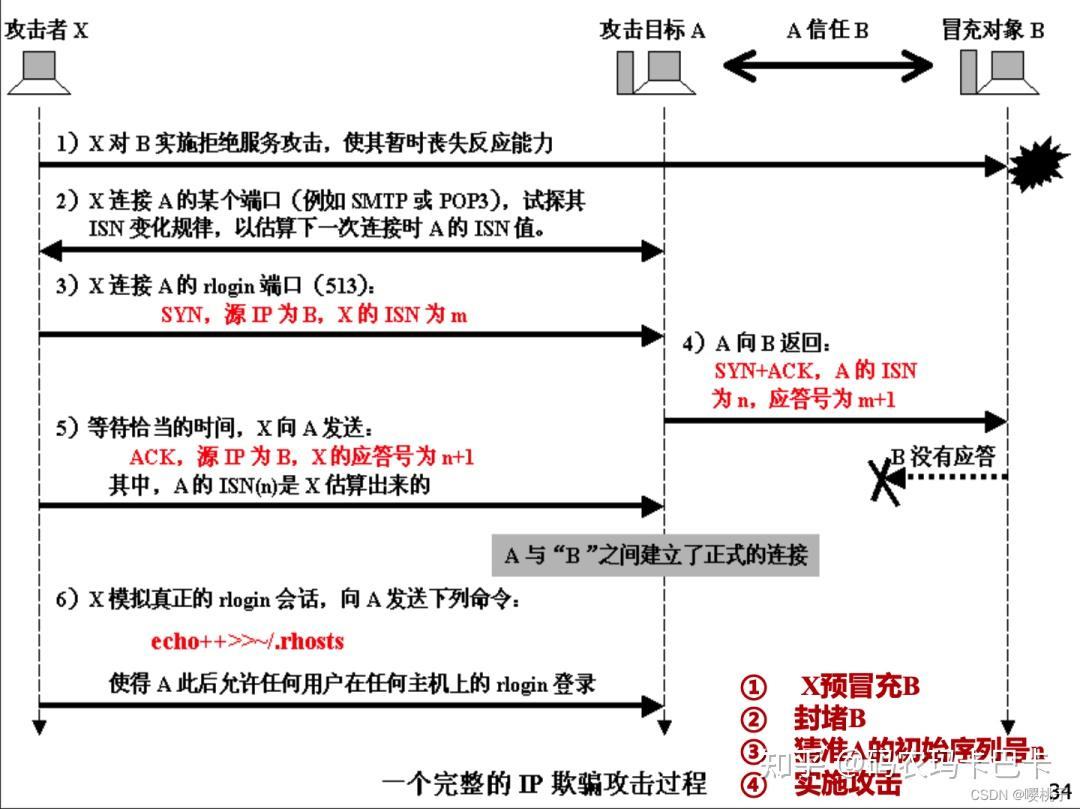 攻击者 X
攻击目标 A
A 信任 B
冒充对象 B
1）X 对 B 实施拒绝服务攻击，使其暂时丧失反应能力
2）X 连接 A 的某个端口（例如 SMTP 或 POP3），试探其
ISN 变化规律，以估算下一次连接时 A 的 ISN 值。
3）X 连接 A 的 rlogin 端口（513）：
SYN，源 IP 为 B，X 的 ISN 为 m
4）A 向 B 返回：
SYN+ACK，A 的 ISN
为 n，应答号为 m+1
5）等待恰当的时间，X 向 A 发送：
ACK，源 IP 为 B，X 的应答号为 n+1
其中，A 的 ISN(n)是 X 估算出来的
B 没有应答
A 与“B”之间建立了正式的连接
6）X 模拟真正的 rlogin 会话，向 A 发送下列命令：
echo++>>~/.rhosts
使得 A 此后允许任何用户在任何主机上的 rlogin 登录
① X预冒充B
② 封堵B
③ 猜准A的初始序列号n
④ 实施攻击
一个完整的 IP 欺骗攻击过程
知乎 @码农玛卡巴卡
34
CSDN @嘤桃子